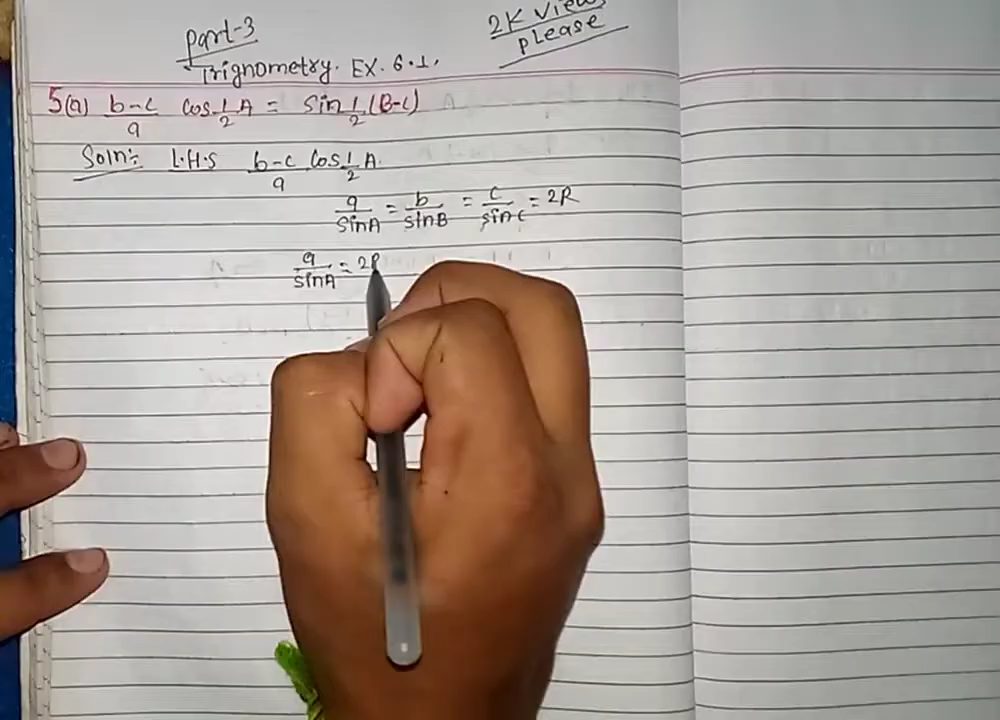 Part-3
2K views
please
Trignometry. EX. 6.1.
5(a) b-c/a cos 1/2 A = sin 1/2 (B-C)
Soln:- L.H.S b-c/a cos 1/2 A.
a/sinA = b/sinB = c/sinC = 2R
a/sinA = 2R